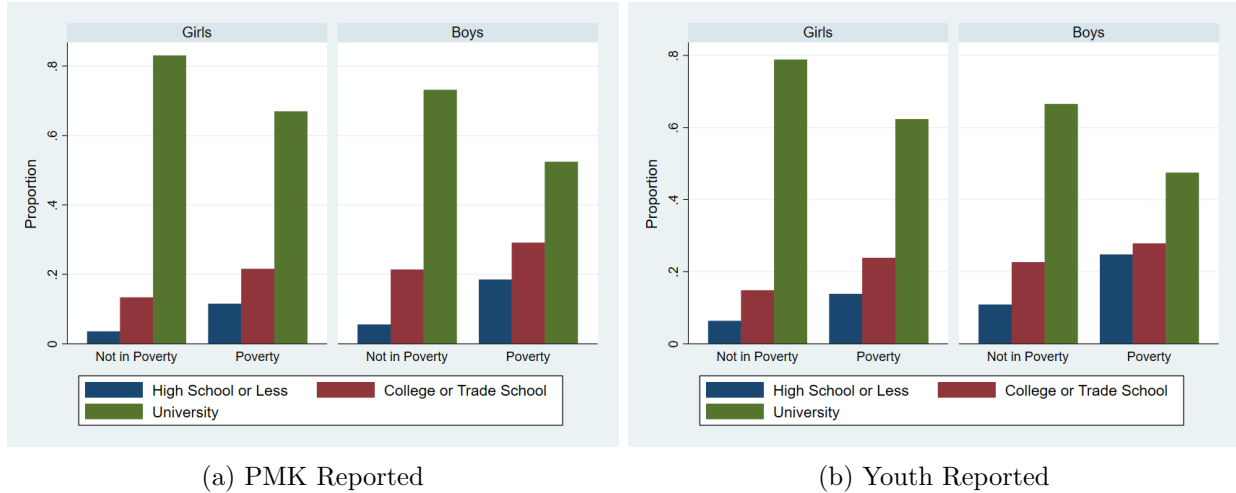 Girls
Boys
Proportion
.8
.6
.4
.2
0
Not in Poverty
Poverty
Not in Poverty
Poverty
High School or Less
College or Trade School
University
(a) PMK Reported
Girls
Boys
Proportion
.8
.6
.4
.2
0
Not in Poverty
Poverty
Not in Poverty
Poverty
High School or Less
College or Trade School
University
(b) Youth Reported